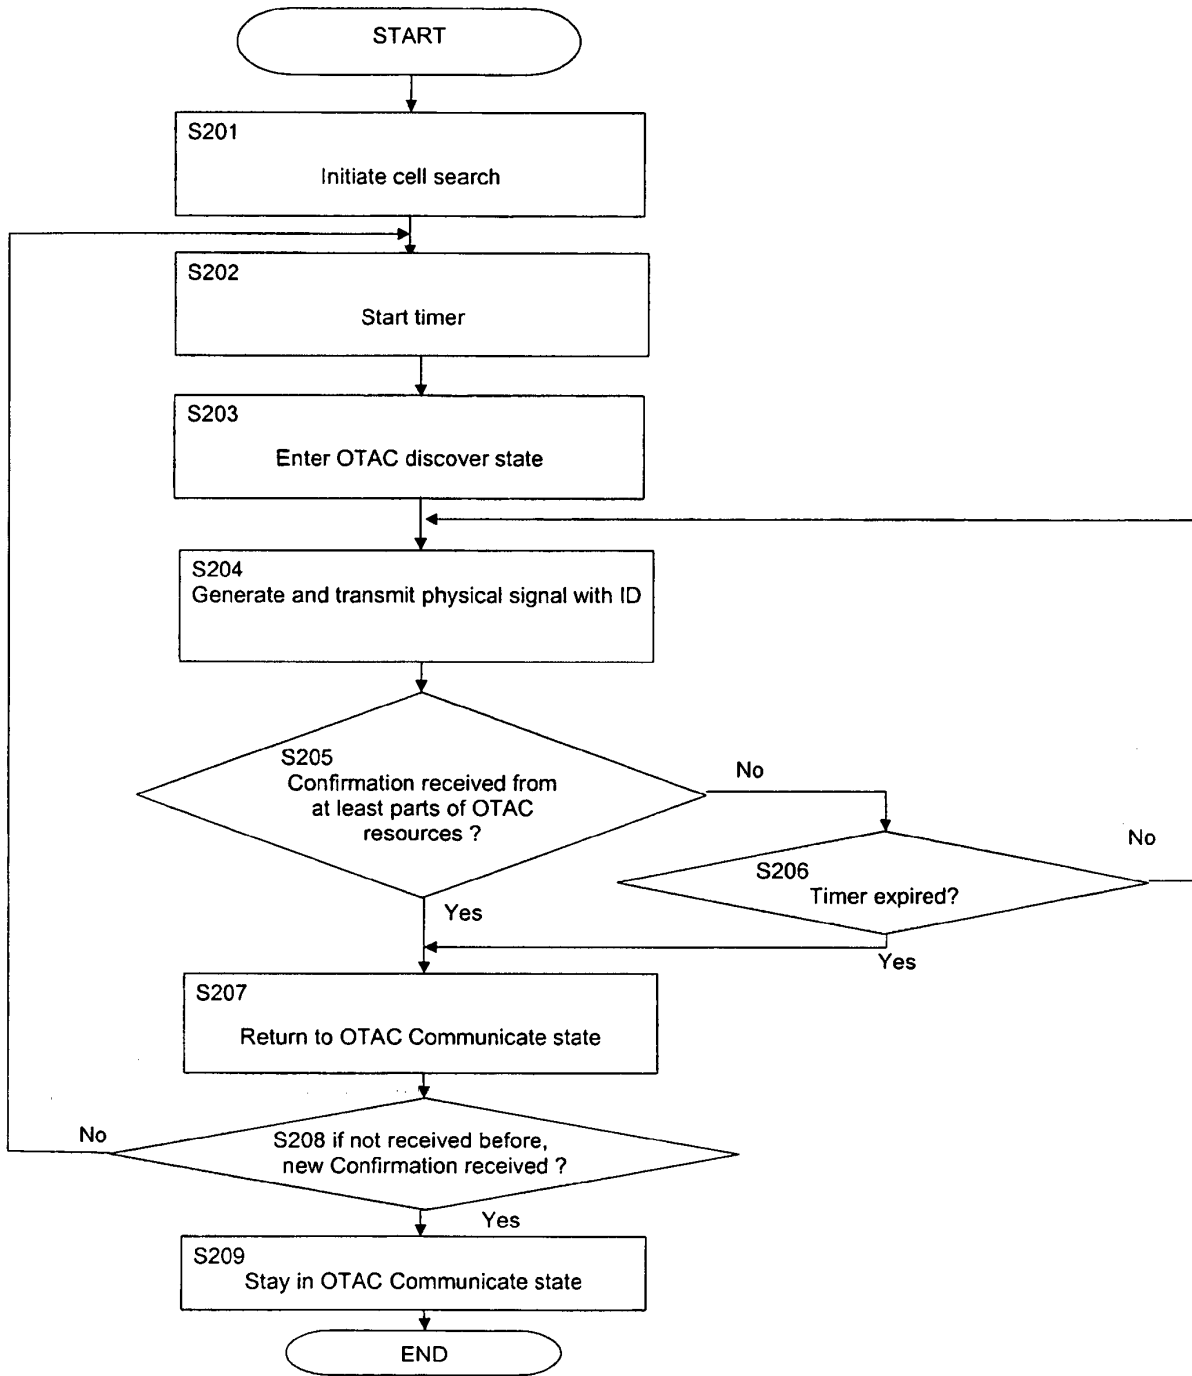 START
S201
Initiate cell search
S202
Start timer
S203
Enter OTAC discover state
S204
Generate and transmit physical signal with ID
S205
Confirmation received from
at least parts of OTAC
resources ?
No
S206
Timer expired?
No
Yes
Yes
S207
Return to OTAC Communicate state
S208 if not received before,
new Confirmation received ?
No
Yes
S209
Stay in OTAC Communicate state
END